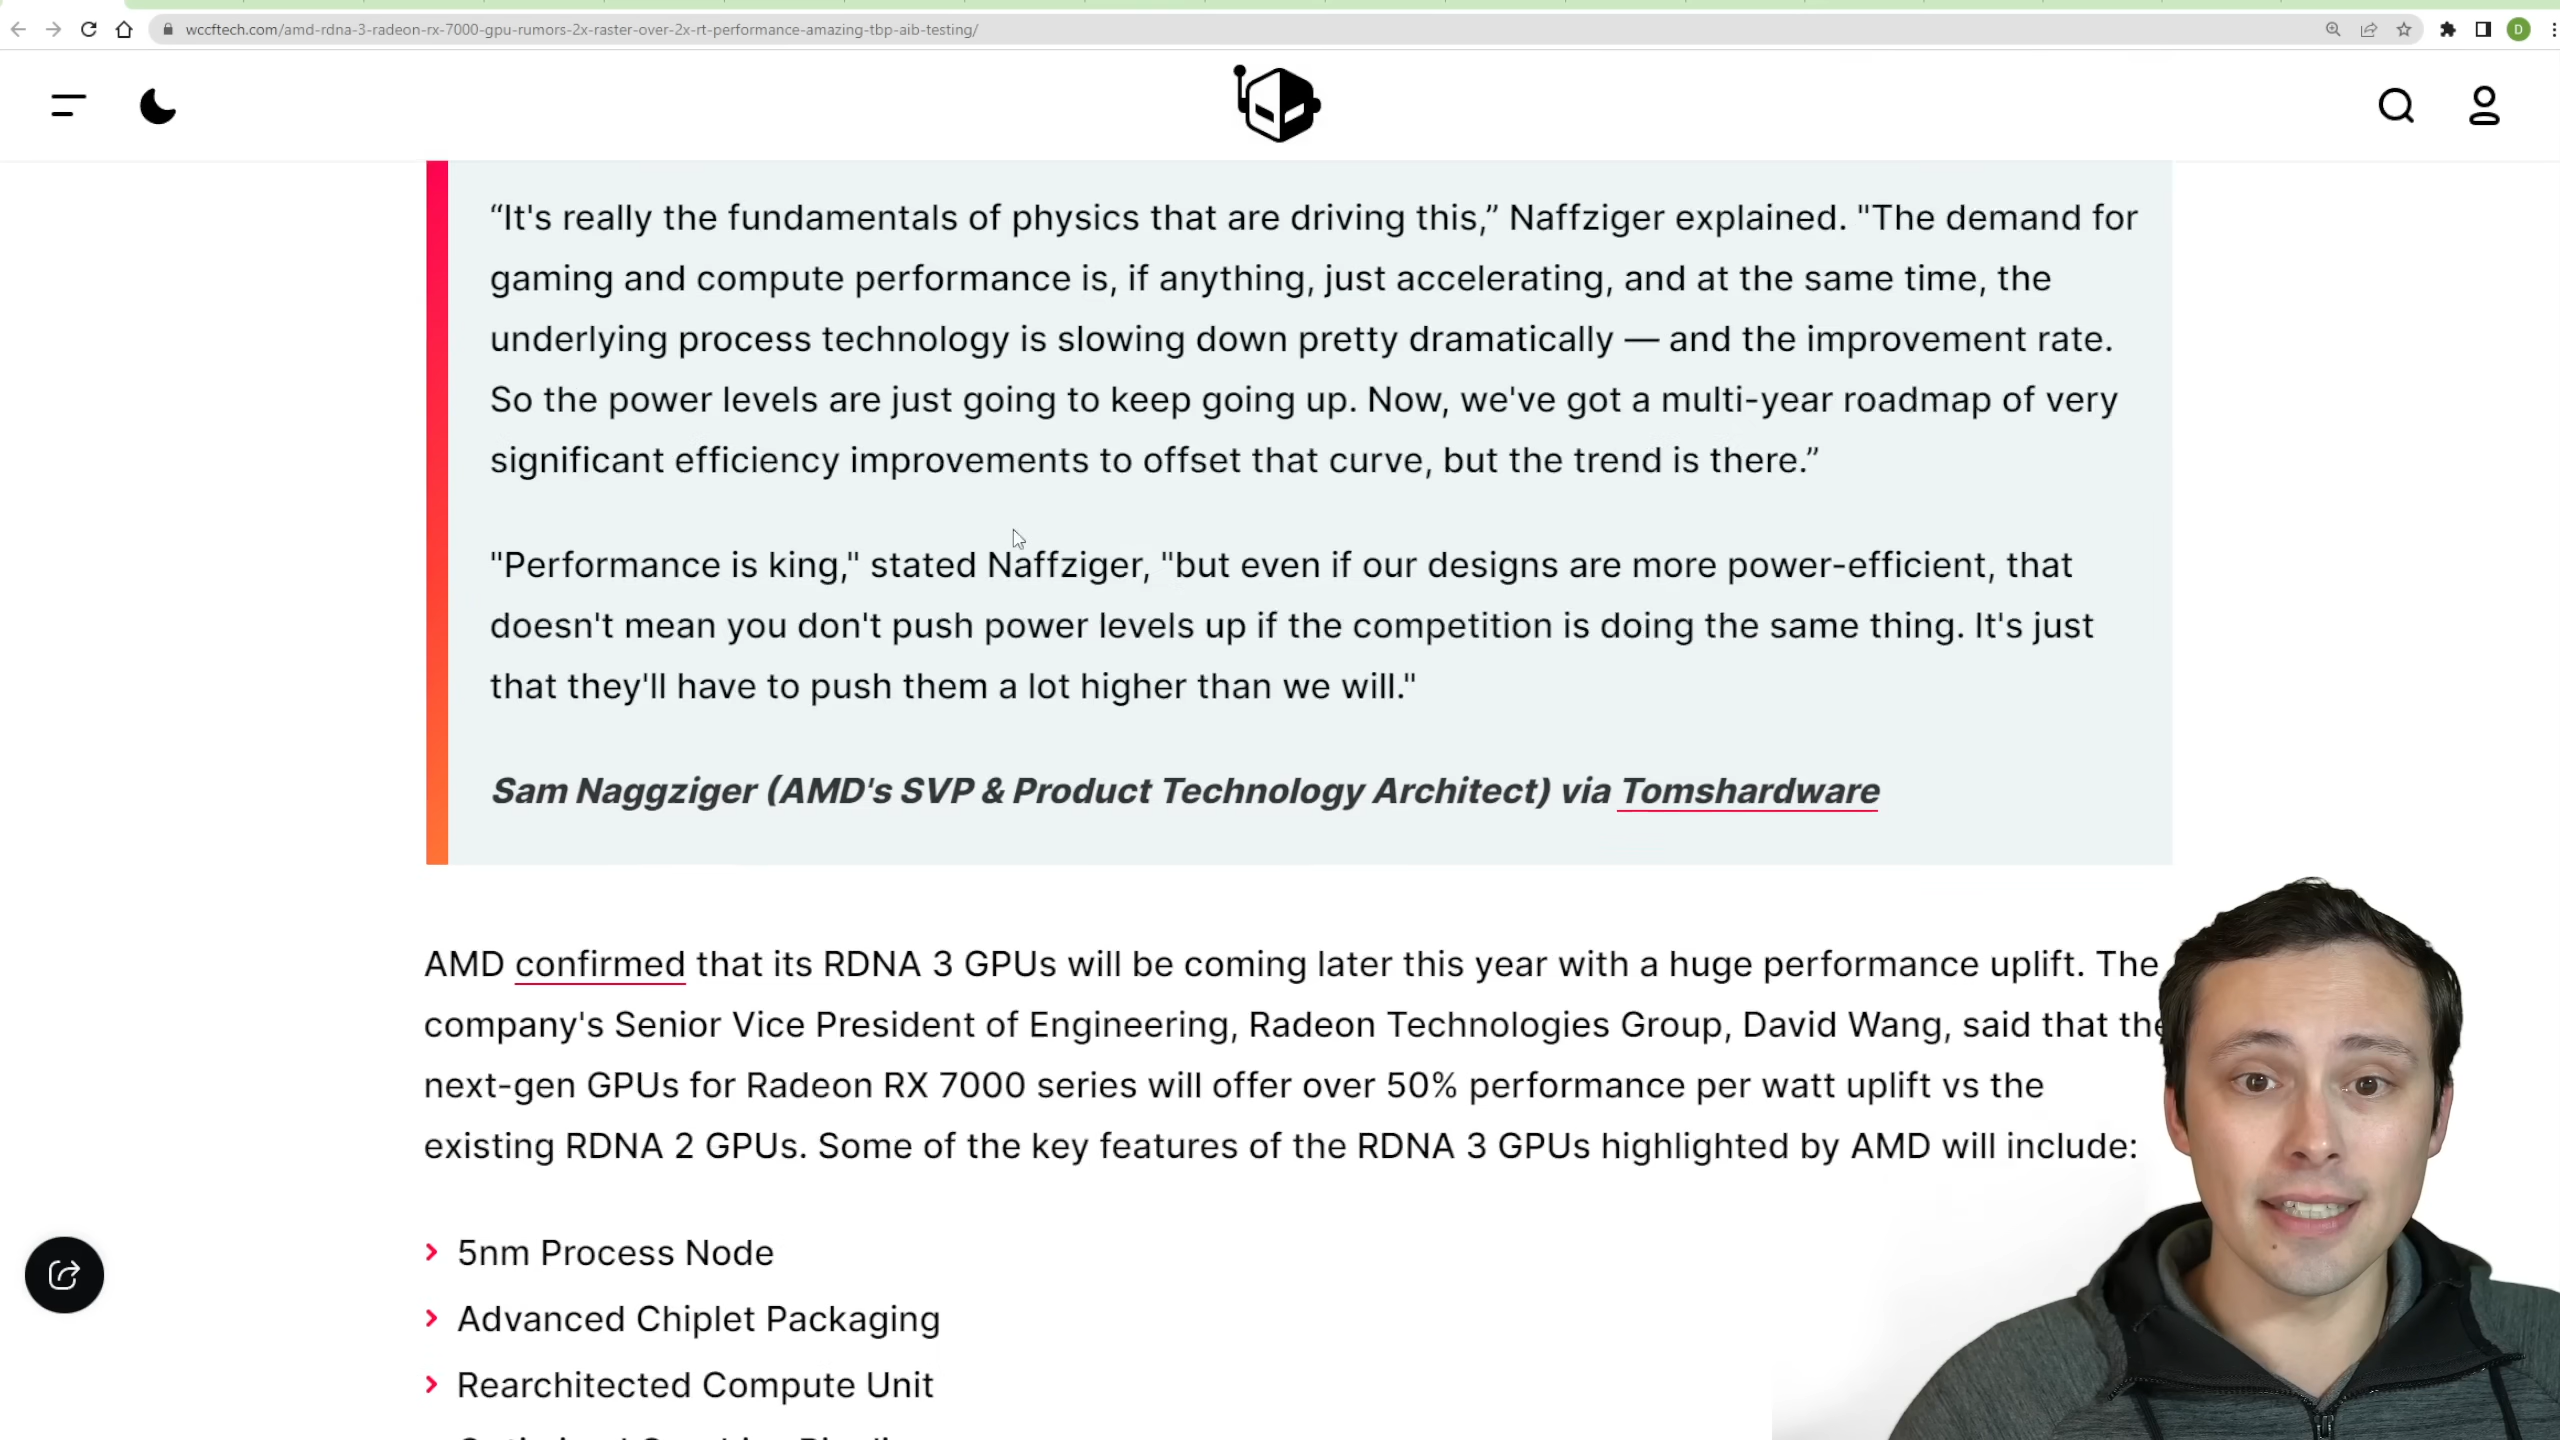 wccftech.com/amd-rdna-3-radeon-rx-7000-gpu-rumors-2x-raster-over-2x-rt-performance-amazing-tbp-aib-testing/
D
“It's really the fundamentals of physics that are driving this,” Naffziger explained. "The demand for
gaming and compute performance is, if anything, just accelerating, and at the same time, the
underlying process technology is slowing down pretty dramatically — and the improvement rate.
So the power levels are just going to keep going up. Now, we've got a multi-year roadmap of very
significant efficiency improvements to offset that curve, but the trend is there.”
"Performance is king," stated Naffziger, "but even if our designs are more power-efficient, that
doesn't mean you don't push power levels up if the competition is doing the same thing. It's just
that they'll have to push them a lot higher than we will."
Sam Naggziger (AMD's SVP & Product Technology Architect) via Tomshardware
AMD confirmed that its RDNA 3 GPUs will be coming later this year with a huge performance uplift. The
company's Senior Vice President of Engineering, Radeon Technologies Group, David Wang, said that the
next-gen GPUs for Radeon RX 7000 series will offer over 50% performance per watt uplift vs the
existing RDNA 2 GPUs. Some of the key features of the RDNA 3 GPUs highlighted by AMD will include:
5nm Process Node
Advanced Chiplet Packaging
Rearchitected Compute Unit